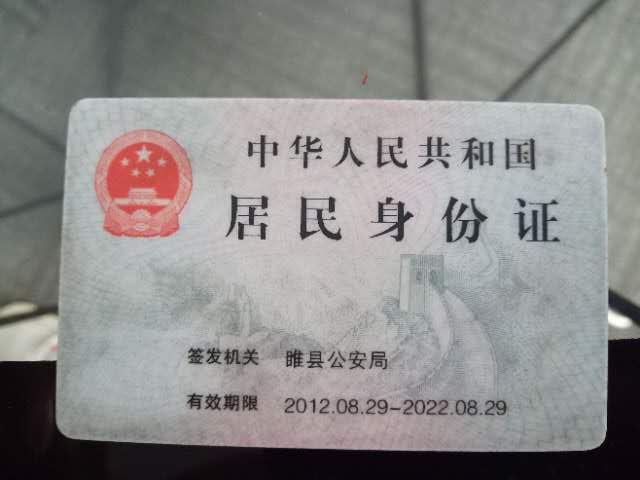 中华人民共和国
居民身份证
签发机关 睢县公安局
有效期限 2012.08.29-2022.08.29